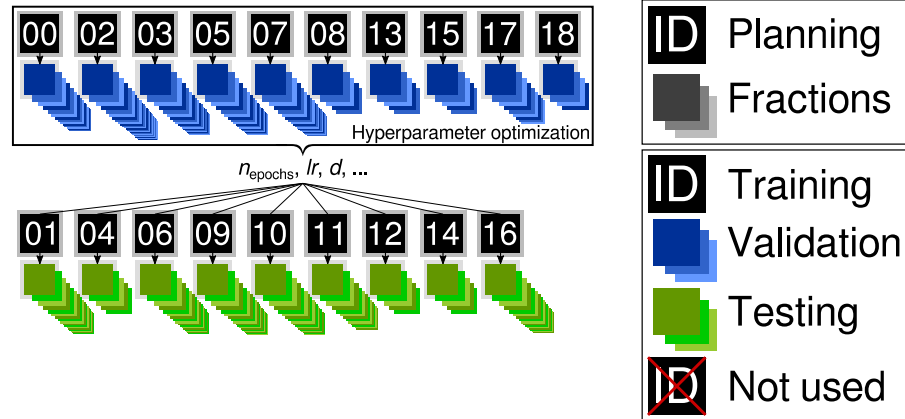 00 02 03 05 07 08 13 15 17 18
Hyperparameter optimization
nepochs, lr, d, ...
01 04 06 09 10 11 12 14 16
ID Planning
Fractions
ID Training
Validation
Testing
ID Not used